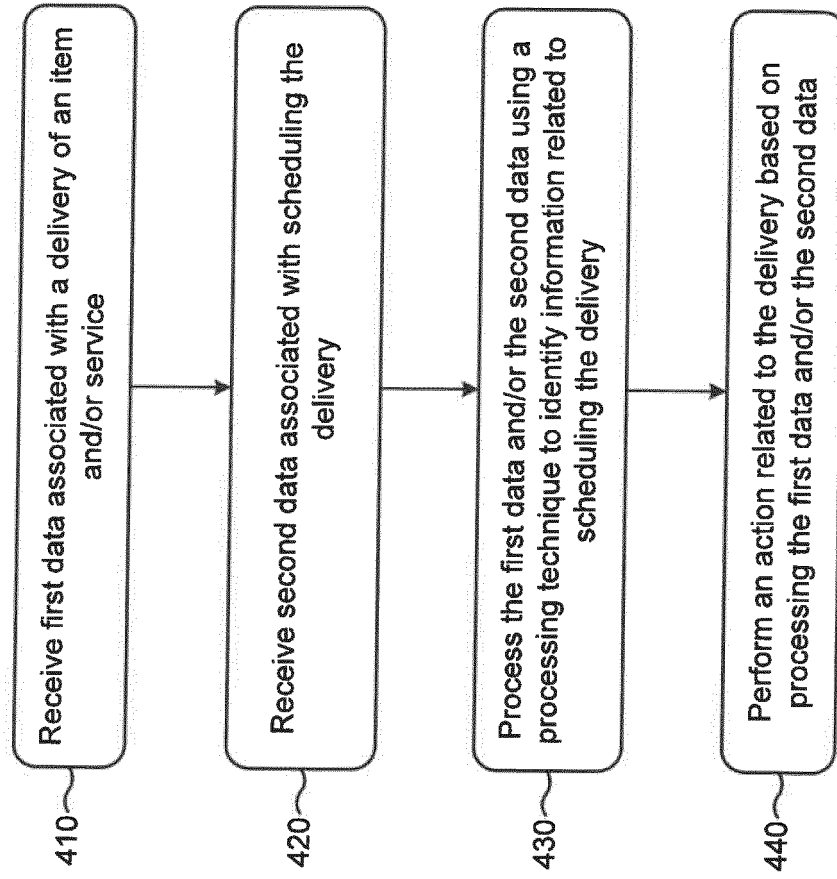 410
Receive first data associated with a delivery of an item
and/or service
420
Receive second data associated with scheduling the
delivery
430
Process the first data and/or the second data using a
processing technique to identify information related to
scheduling the delivery
440
Perform an action related to the delivery based on
processing the first data and/or the second data